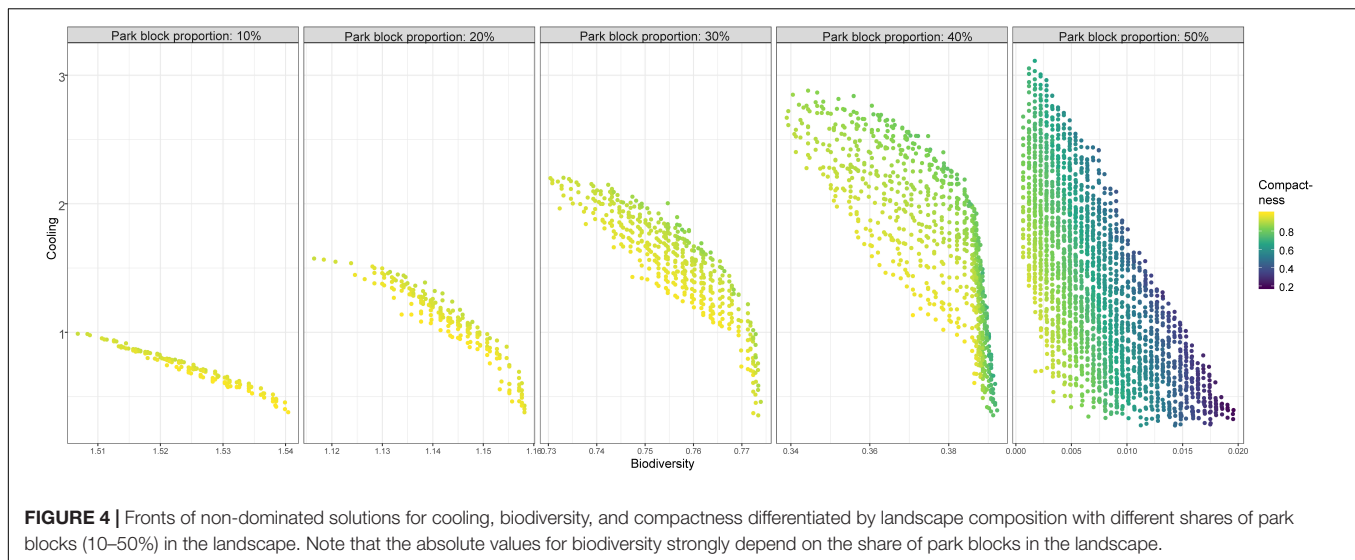 Park block proportion: 10% Park block proportion: 20% Park block proportion: 30% Park block proportion: 40% Park block proportion: 50%
3
2
1
Cooling
1.51 1.52 1.53 1.54 1.12 1.13 1.14 1.15 1.16 0.73 0.74 0.75 0.76 0.77 0.34 0.36 0.38 0.000 0.005 0.010 0.015 0.020
Biodiversity
Compact-
ness
0.8
0.6
0.4
0.2
FIGURE 4 | Fronts of non-dominated solutions for cooling, biodiversity, and compactness differentiated by landscape composition with different shares of park
blocks (10–50%) in the landscape. Note that the absolute values for biodiversity strongly depend on the share of park blocks in the landscape.